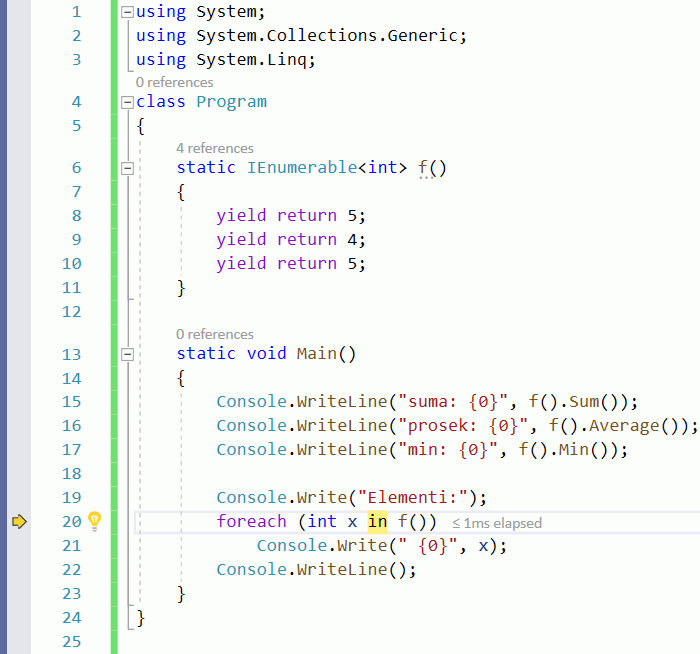 1 using System;
2 using System.Collections.Generic;
3 using System.Linq;
0 references
4 class Program
5 {
4 references
6 static IEnumerable<int> f()
7 {
8 yield return 5;
9 yield return 4;
10 yield return 5;
11 }
12
0 references
13 static void Main()
14 {
15 Console.WriteLine("suma: {0}", f().Sum());
16 Console.WriteLine("prosek: {0}", f().Average());
17 Console.WriteLine("min: {0}", f().Min());
18
19 Console.Write("Elementi:");
20 foreach (int x in f()) ≤ 1ms elapsed
21 Console.Write(" {0}", x);
22 Console.WriteLine();
23 }
24 }
25